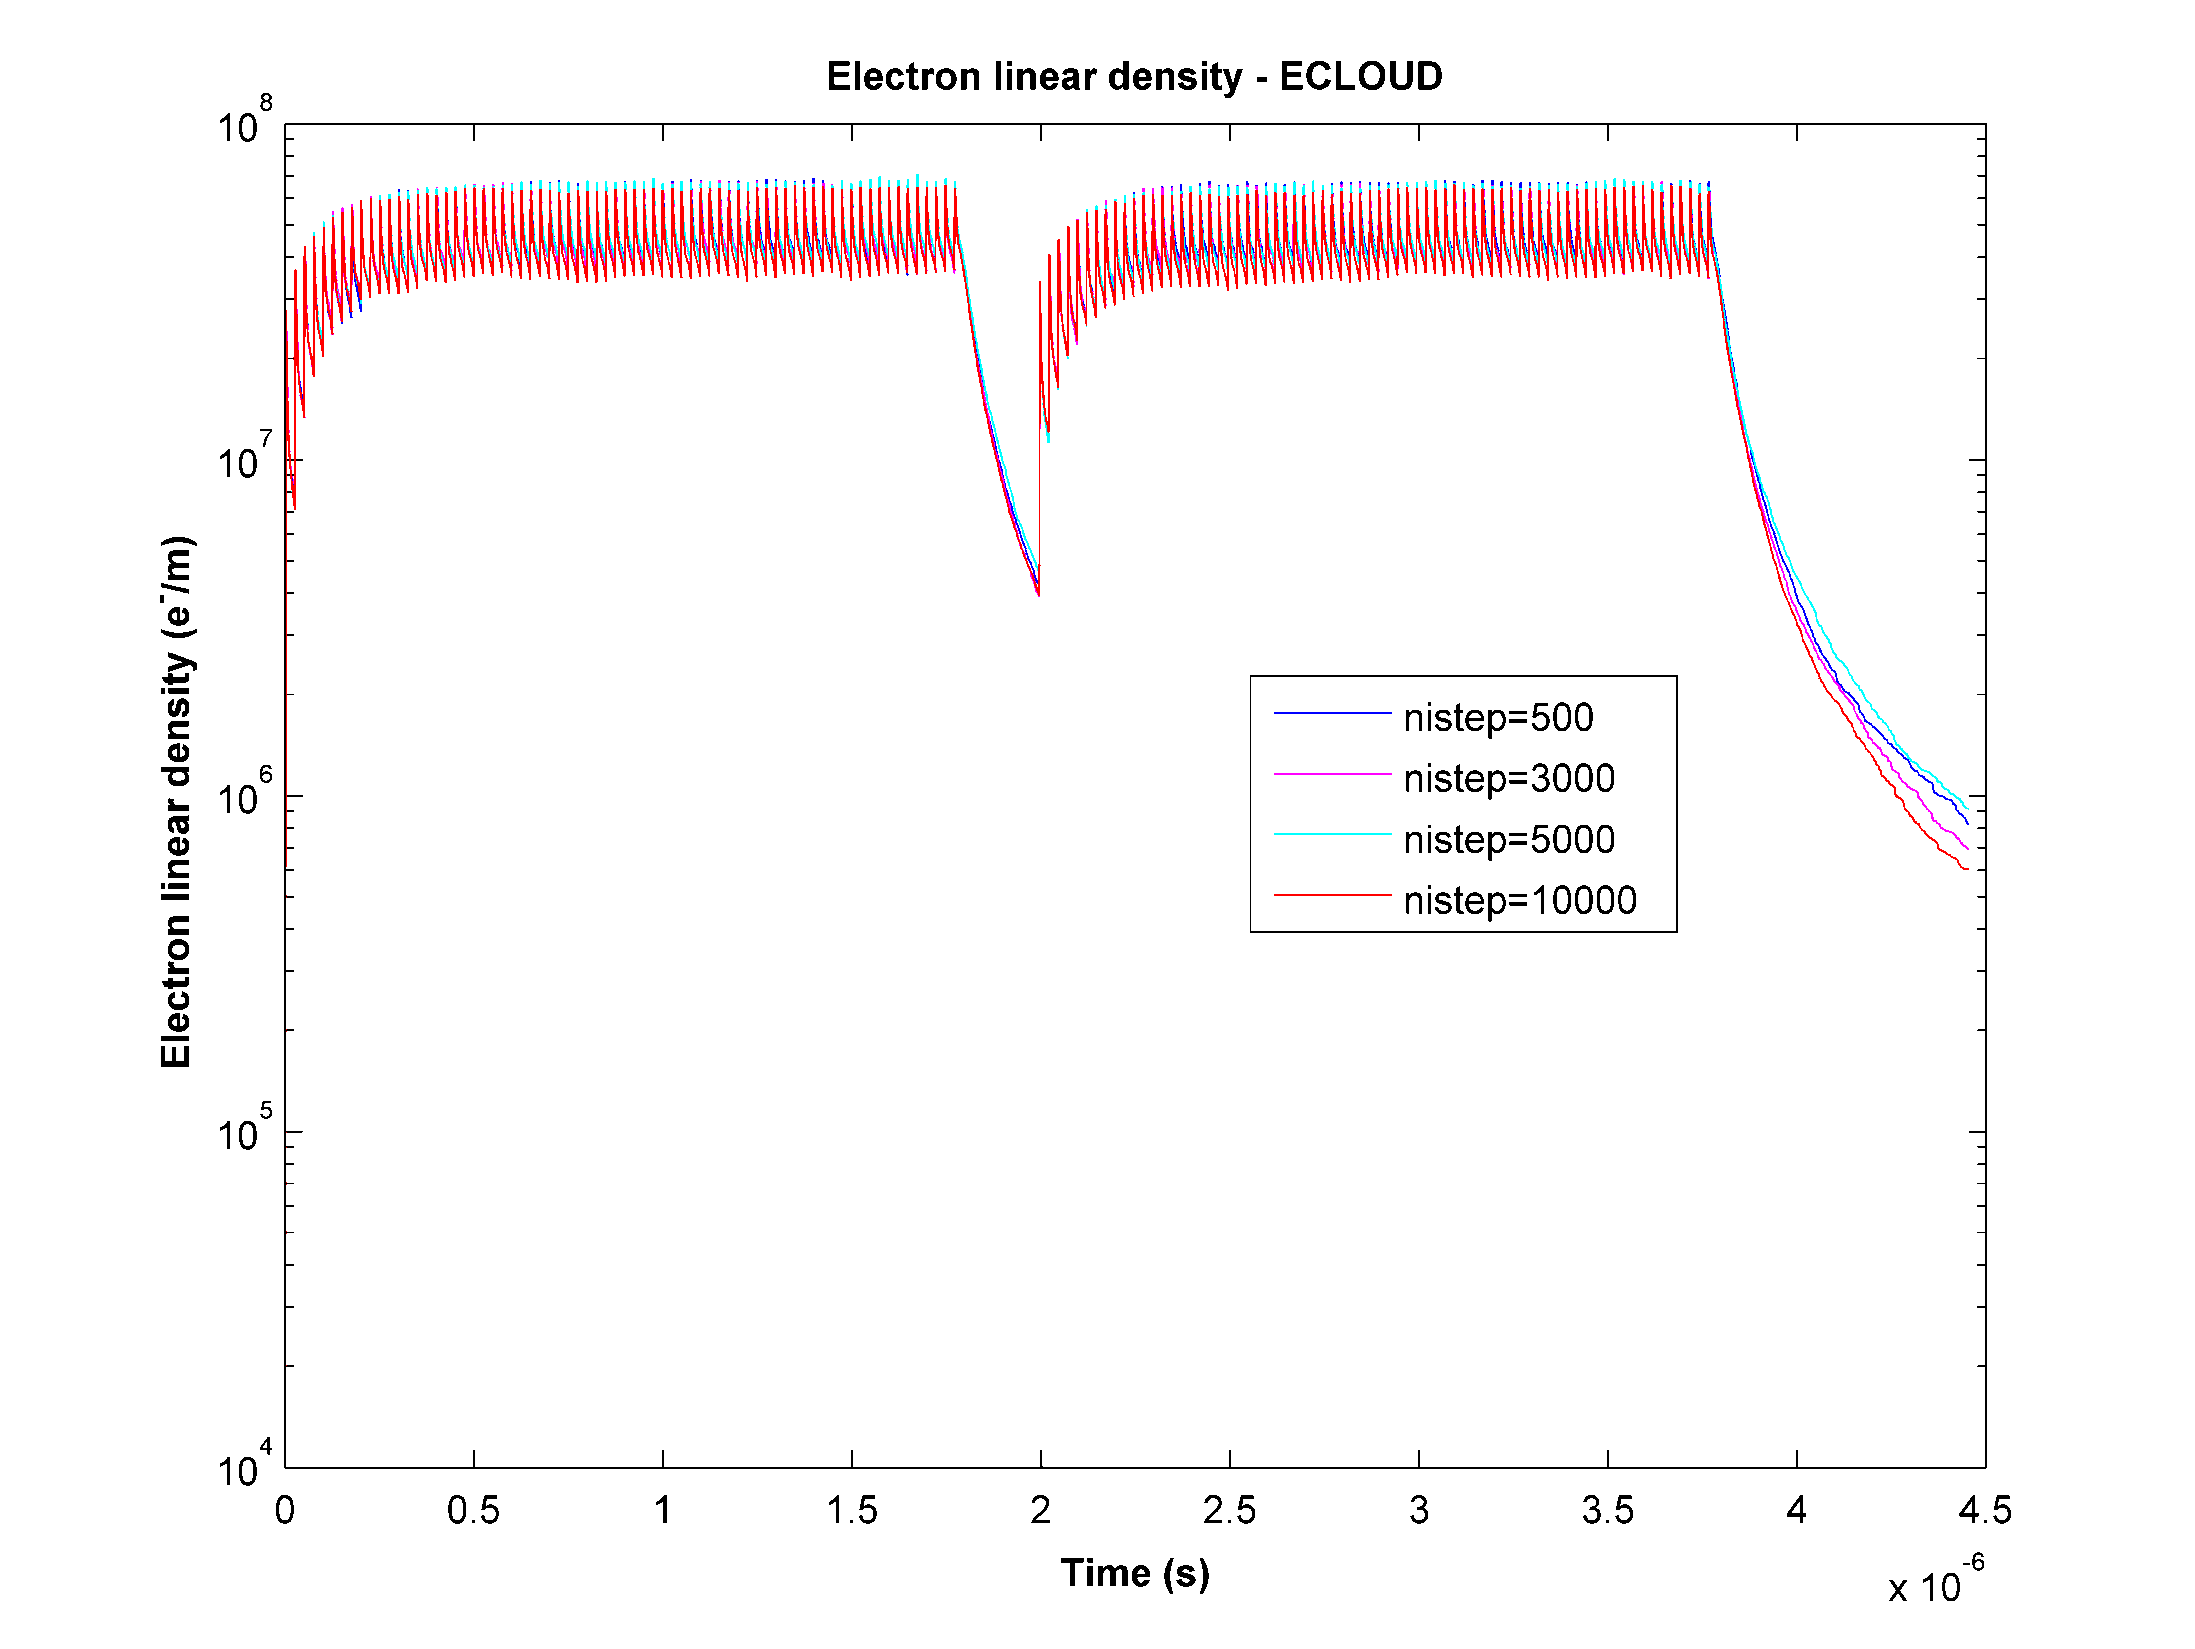 Electron linear density - ECLOUD
10^8
10^7
10^6
10^5
10^4
Electron linear density (e^-/m)
nistep=500
nistep=3000
nistep=5000
nistep=10000
0 0.5 1 1.5 2 2.5 3 3.5 4 4.5
Time (s)
x 10^-6